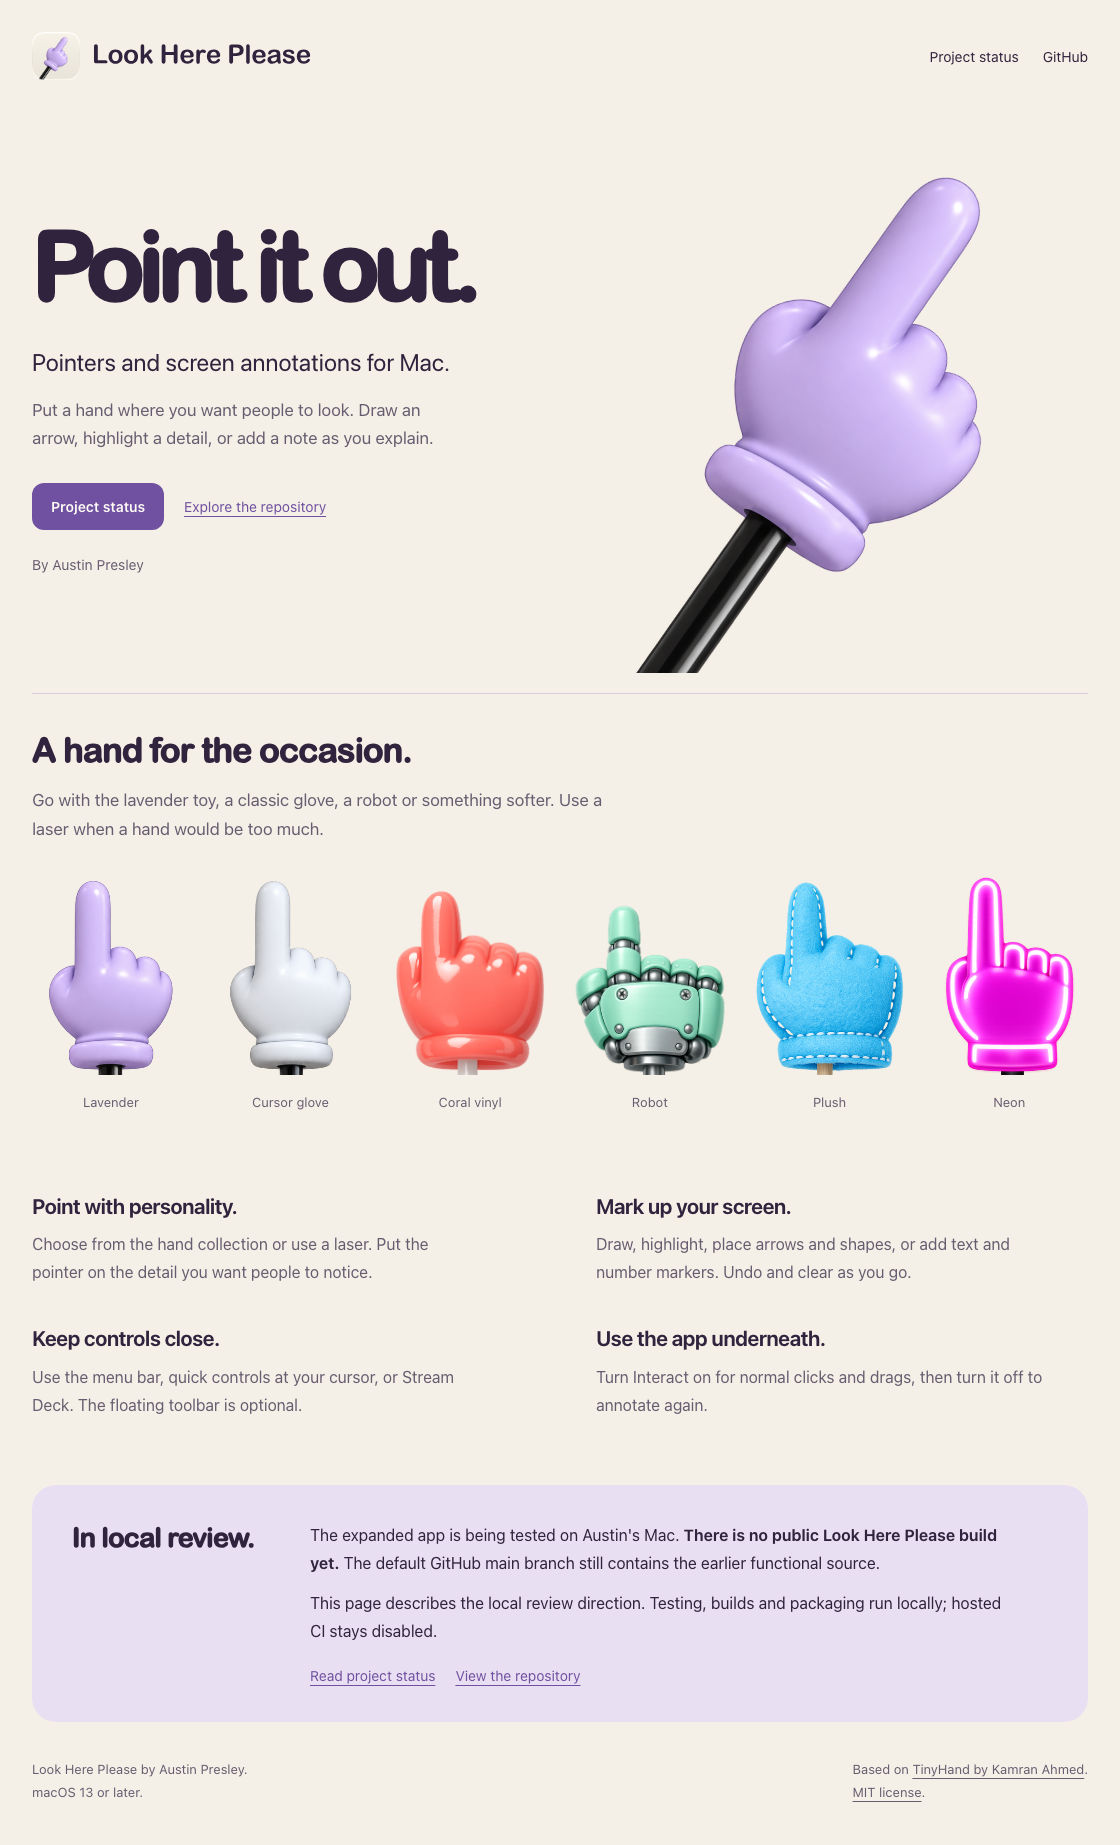 Look Here Please
Project status
GitHub
Point it out.
Pointers and screen annotations for Mac.
Put a hand where you want people to look. Draw an
arrow, highlight a detail, or add a note as you explain.
Project status
Explore the repository
By Austin Presley
A hand for the occasion.
Go with the lavender toy, a classic glove, a robot or something softer. Use a
laser when a hand would be too much.
Lavender
Cursor glove
Coral vinyl
Robot
Plush
Neon
Point with personality.
Choose from the hand collection or use a laser. Put the
pointer on the detail you want people to notice.
Mark up your screen.
Draw, highlight, place arrows and shapes, or add text and
number markers. Undo and clear as you go.
Keep controls close.
Use the menu bar, quick controls at your cursor, or Stream
Deck. The floating toolbar is optional.
Use the app underneath.
Turn Interact on for normal clicks and drags, then turn it off to
annotate again.
In local review.
The expanded app is being tested on Austin's Mac. There is no public Look Here Please build
yet. The default GitHub main branch still contains the earlier functional source.
This page describes the local review direction. Testing, builds and packaging run locally; hosted
CI stays disabled.
Read project status
View the repository
Look Here Please by Austin Presley.
macOS 13 or later.
Based on TinyHand by Kamran Ahmed.
MIT license.